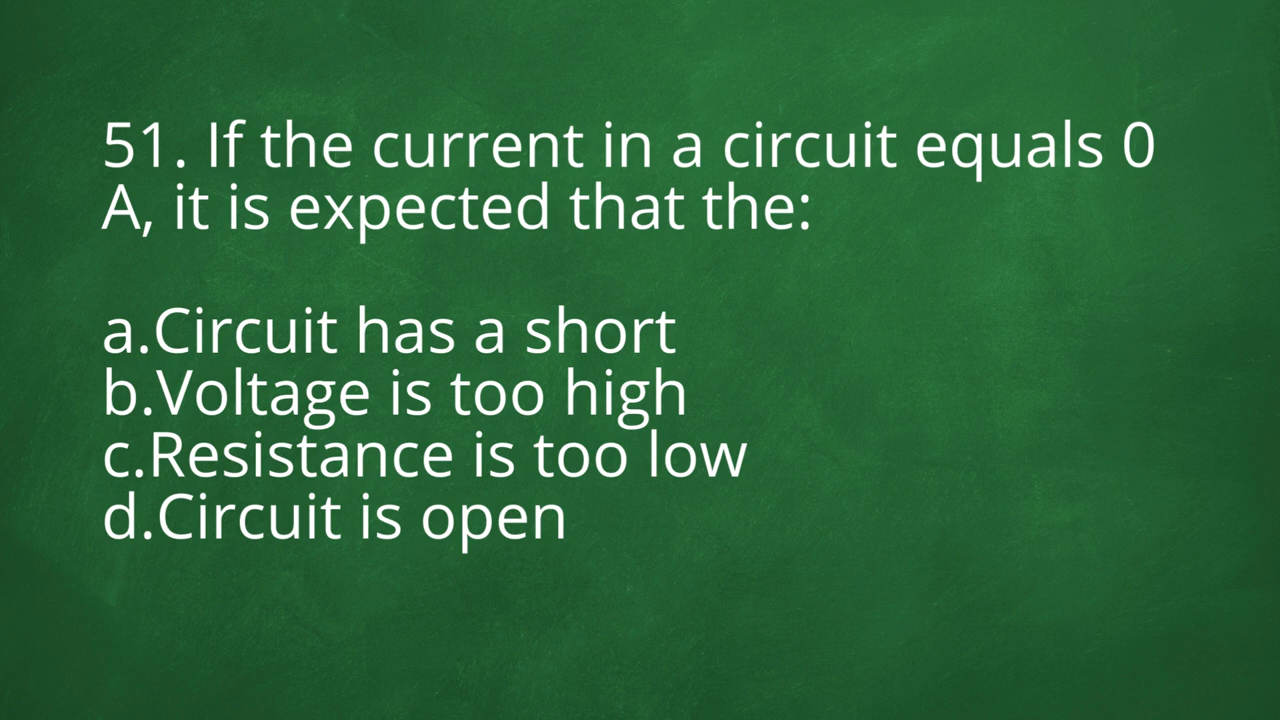 51. If the current in a circuit equals 0
A, it is expected that the:
a.Circuit has a short
b.Voltage is too high
c.Resistance is too low
d.Circuit is open